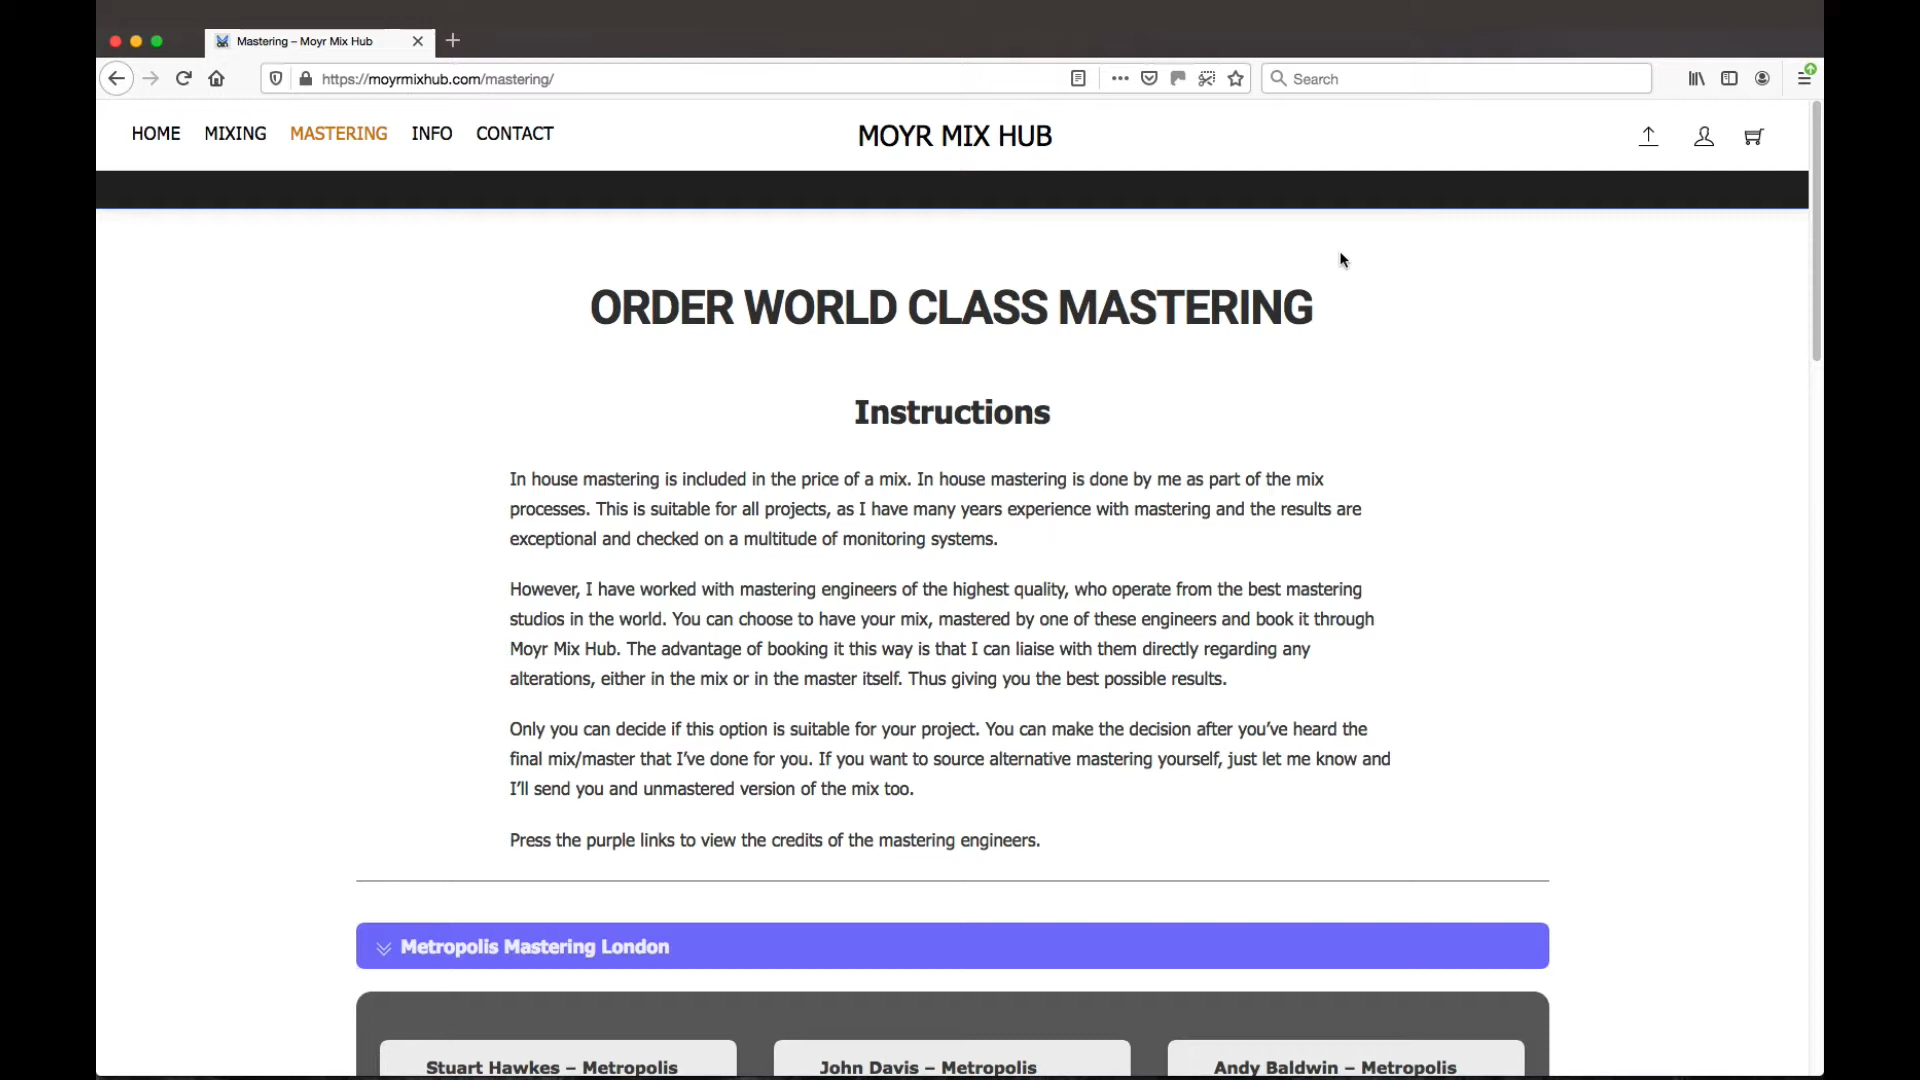 Mastering – Moyr Mix Hub
https://moyrmixhub.com/mastering/
Search
HOME MIXING MASTERING INFO CONTACT
MOYR MIX HUB
ORDER WORLD CLASS MASTERING
Instructions
In house mastering is included in the price of a mix. In house mastering is done by me as part of the mix
processes. This is suitable for all projects, as I have many years experience with mastering and the results are
exceptional and checked on a multitude of monitoring systems.
However, I have worked with mastering engineers of the highest quality, who operate from the best mastering
studios in the world. You can choose to have your mix, mastered by one of these engineers and book it through
Moyr Mix Hub. The advantage of booking it this way is that I can liaise with them directly regarding any
alterations, either in the mix or in the master itself. Thus giving you the best possible results.
Only you can decide if this option is suitable for your project. You can make the decision after you’ve heard the
final mix/master that I’ve done for you. If you want to source alternative mastering yourself, just let me know and
I’ll send you and unmastered version of the mix too.
Press the purple links to view the credits of the mastering engineers.
Metropolis Mastering London
Stuart Hawkes – Metropolis
John Davis – Metropolis
Andy Baldwin – Metropolis